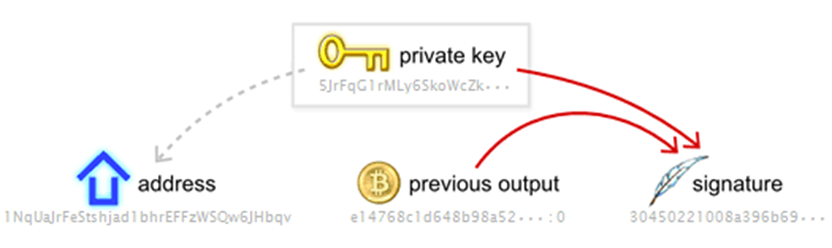 private key
5JrFqG1rMLy6SkoWcZk...
address
previous output
signature
1NqUaJrFeStshjad1bhrEFFzWSQw6JHbqv
e14768c1d648b98a52...:0
30450221008a396b69...